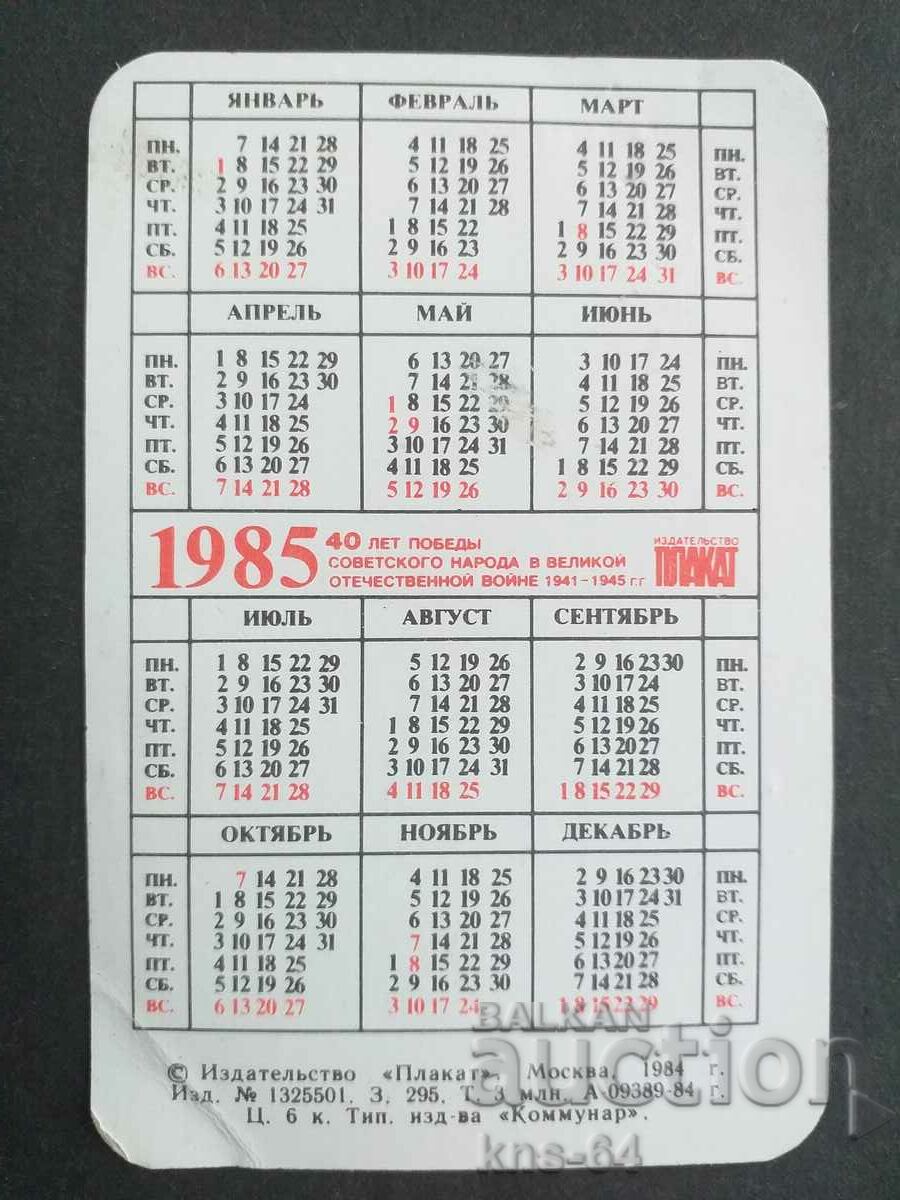 ЯНВАРЬ ФЕВРАЛЬ МАРТ
ПН. 7 14 21 28 4 11 18 25 4 11 18 25 ПН.
ВТ. 1 8 15 22 29 5 12 19 26 5 12 19 26 ВТ.
СР. 2 9 16 23 30 6 13 20 27 6 13 20 27 СР.
ЧТ. 3 10 17 24 31 7 14 21 28 7 14 21 28 ЧТ.
ПТ. 4 11 18 25 1 8 15 22 1 8 15 22 29 ПТ.
СБ. 5 12 19 26 2 9 16 23 2 9 16 23 30 СБ.
ВС. 6 13 20 27 3 10 17 24 3 10 17 24 31 ВС.
АПРЕЛЬ МАЙ ИЮНЬ
ПН. 1 8 15 22 29 6 13 20 27 3 10 17 24 ПН.
ВТ. 2 9 16 23 30 7 14 21 28 4 11 18 25 ВТ.
СР. 3 10 17 24 1 8 15 22 29 5 12 19 26 СР.
ЧТ. 4 11 18 25 2 9 16 23 30 6 13 20 27 ЧТ.
ПТ. 5 12 19 26 3 10 17 24 31 7 14 21 28 ПТ.
СБ. 6 13 20 27 4 11 18 25 1 8 15 22 29 СБ.
ВС. 7 14 21 28 5 12 19 26 2 9 16 23 30 ВС.
1985 40 ЛЕТ ПОБЕДЫ
СОВЕТСКОГО НАРОДА В ВЕЛИКОЙ
ОТЕЧЕСТВЕННОЙ ВОЙНЕ 1941-1945 г.г
ИЗДАТЕЛЬСТВО
ПЛАКАТ
ИЮЛЬ АВГУСТ СЕНТЯБРЬ
ПН. 1 8 15 22 29 5 12 19 26 2 9 16 23 30 ПН.
ВТ. 2 9 16 23 30 6 13 20 27 3 10 17 24 ВТ.
СР. 3 10 17 24 31 7 14 21 28 4 11 18 25 СР.
ЧТ. 4 11 18 25 1 8 15 22 29 5 12 19 26 ЧТ.
ПТ. 5 12 19 26 2 9 16 23 30 6 13 20 27 ПТ.
СБ. 6 13 20 27 3 10 17 24 31 7 14 21 28 СБ.
ВС. 7 14 21 28 4 11 18 25 1 8 15 22 29 ВС.
ОКТЯБРЬ НОЯБРЬ ДЕКАБРЬ
ПН. 7 14 21 28 4 11 18 25 2 9 16 23 30 ПН.
ВТ. 1 8 15 22 29 5 12 19 26 3 10 17 24 31 ВТ.
СР. 2 9 16 23 30 6 13 20 27 4 11 18 25 СР.
ЧТ. 3 10 17 24 31 7 14 21 28 5 12 19 26 ЧТ.
ПТ. 4 11 18 25 1 8 15 22 29 6 13 20 27 ПТ.
СБ. 5 12 19 26 2 9 16 23 30 7 14 21 28 СБ.
ВС. 6 13 20 27 3 10 17 24 1 8 15 22 29 ВС.
BALKAN
auction
© Издательство «Плакат», Москва, 1984 г.
Изд. № 1325501. З. 295. Т. 3 млн. А-09389-84 г.
Ц. 6 к. Тип. изд-ва «Коммунар».
kns-64